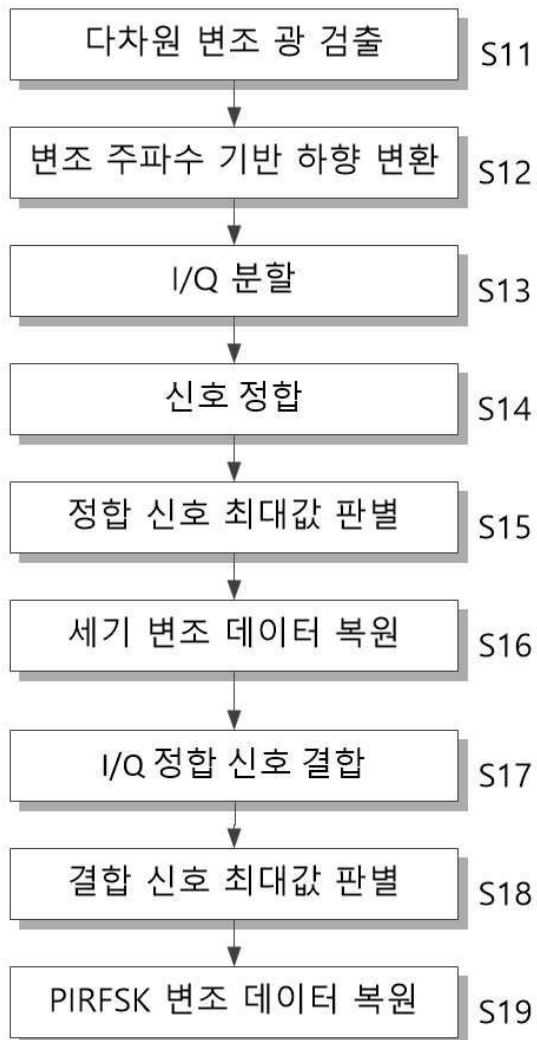 다차원 변조 광 검출 S11
변조 주파수 기반 하향 변환 S12
I/Q 분할 S13
신호 정합 S14
정합 신호 최대값 판별 S15
세기 변조 데이터 복원 S16
I/Q 정합 신호 결합 S17
결합 신호 최대값 판별 S18
PIRFSK 변조 데이터 복원 S19